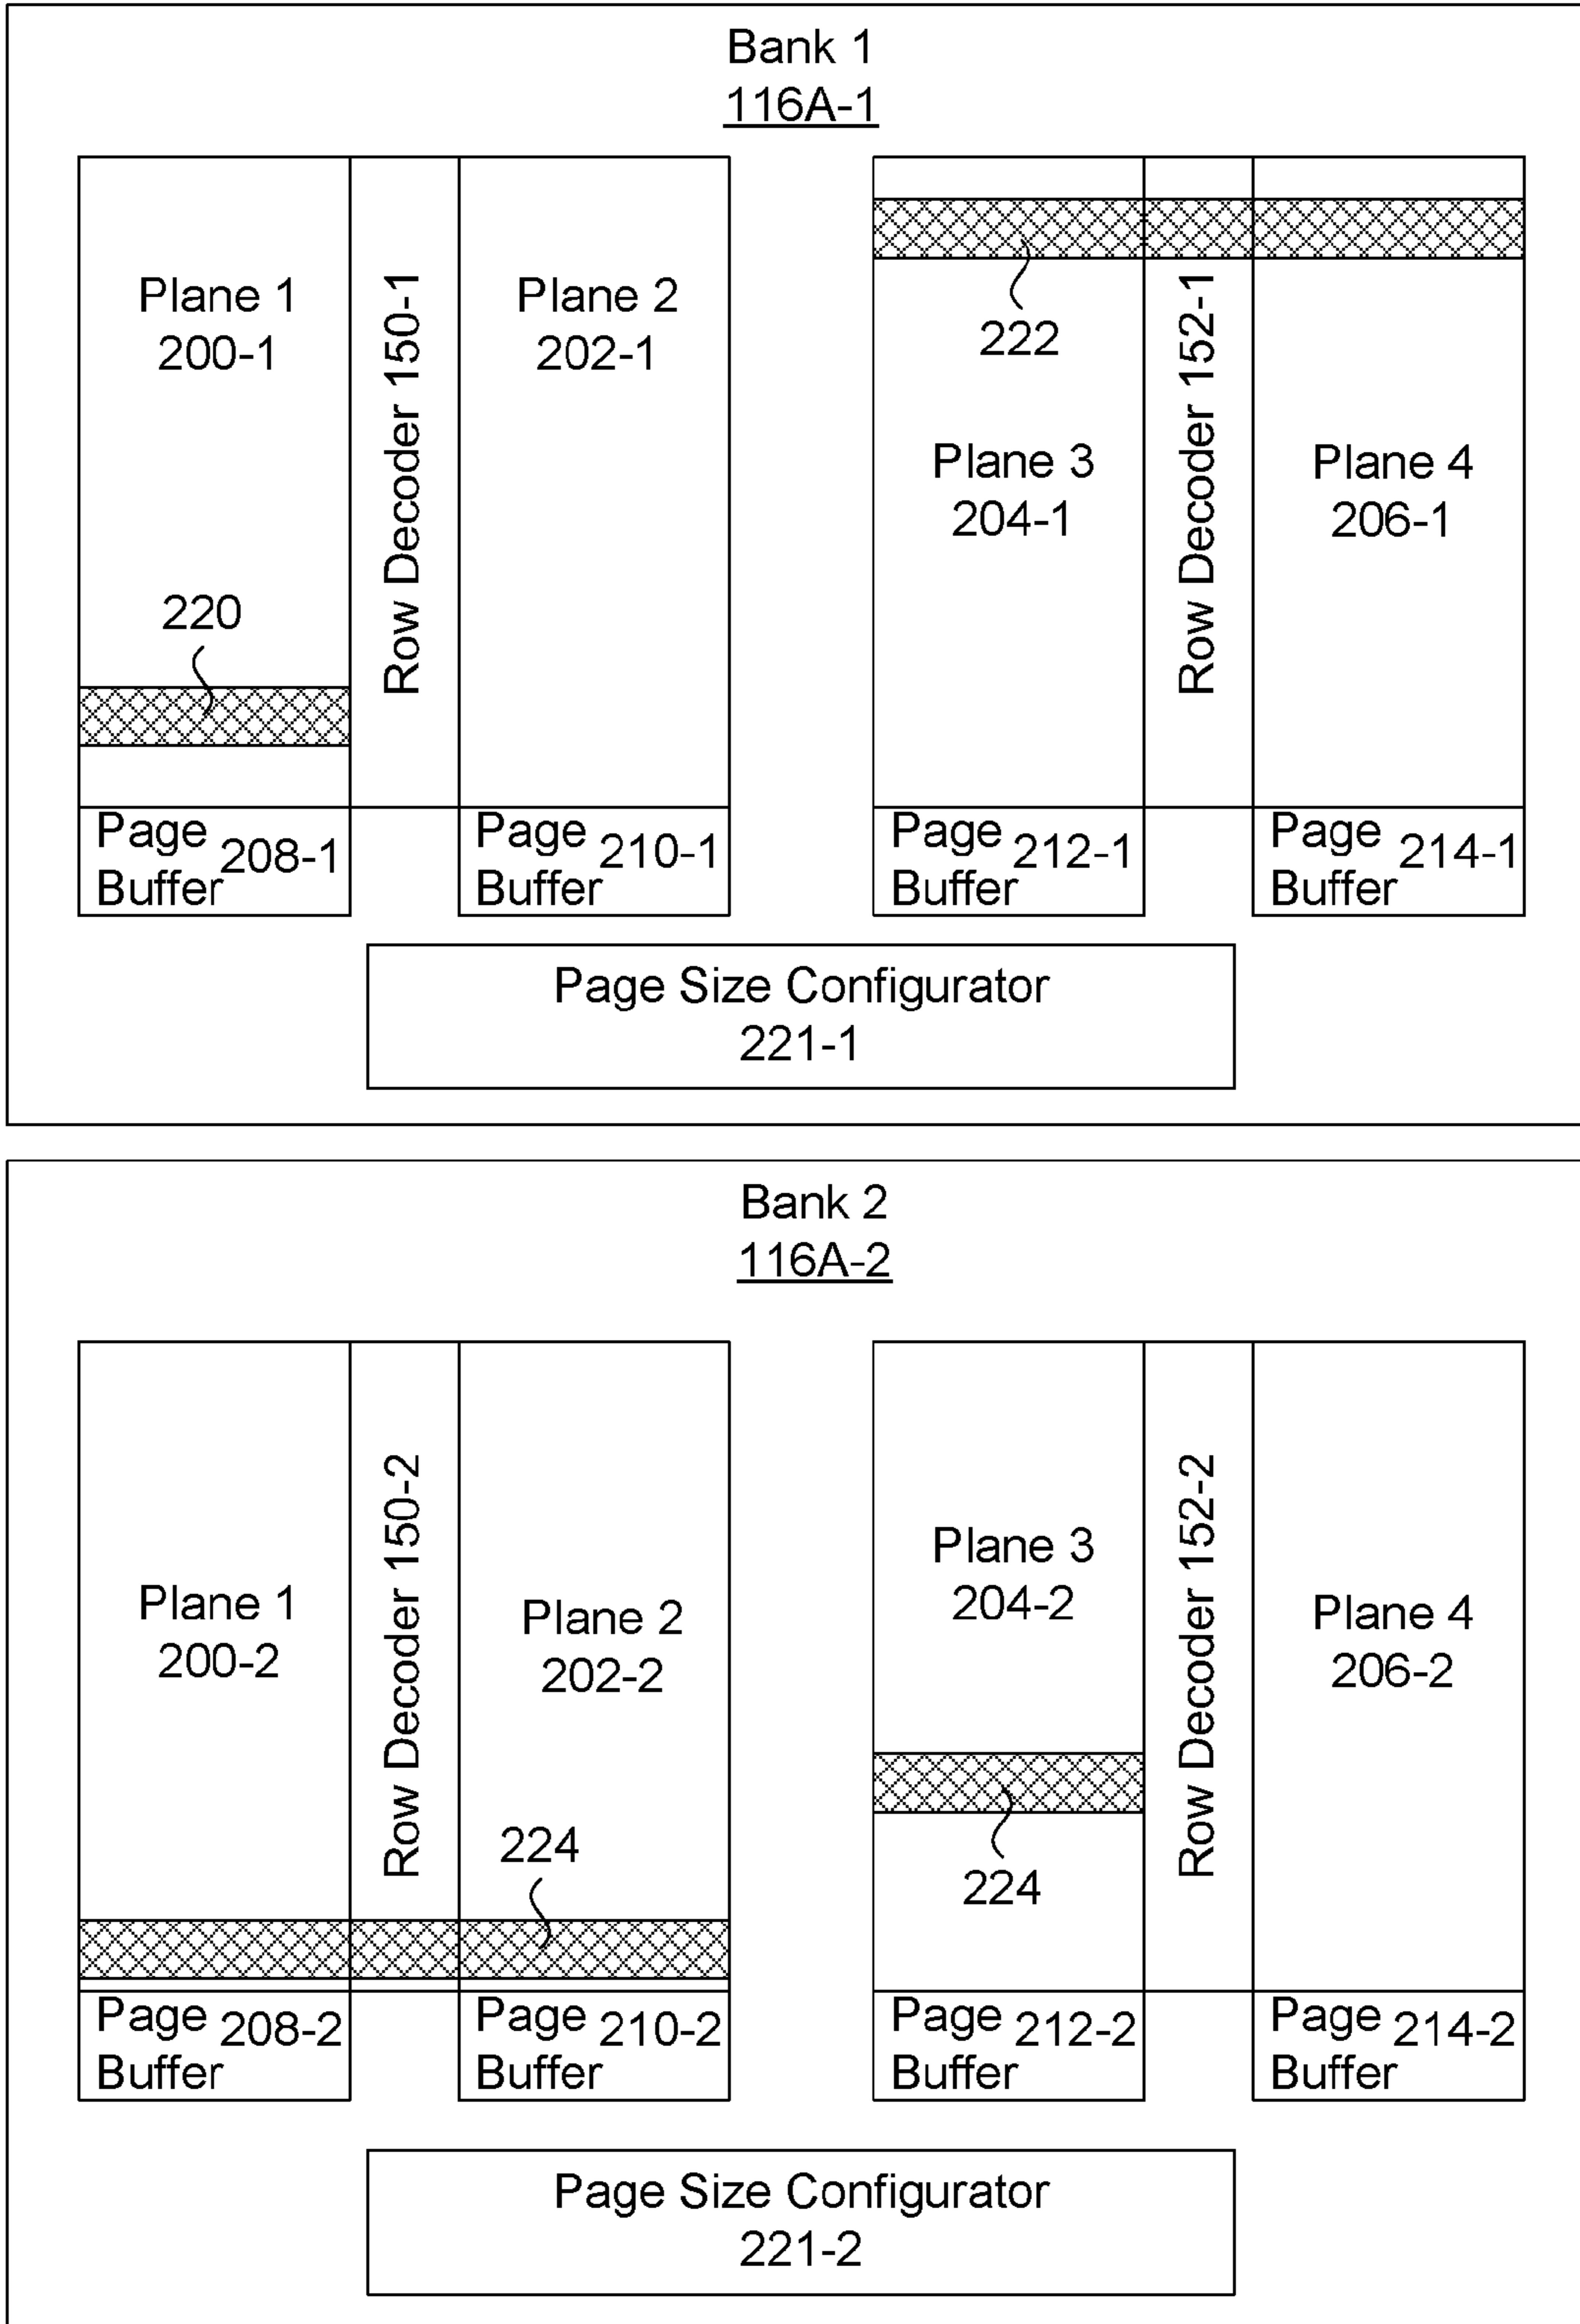 Bank 1
116A-1
Plane 1
200-1
Row Decoder 150-1
Plane 2
202-1
220
Page Buffer 208-1
Page Buffer 210-1
222
Plane 3
204-1
Row Decoder 152-1
Plane 4
206-1
Page Buffer 212-1
Page Buffer 214-1
Page Size Configurator
221-1
Bank 2
116A-2
Plane 1
200-2
Row Decoder 150-2
Plane 2
202-2
224
Page Buffer 208-2
Page Buffer 210-2
Plane 3
204-2
224
Row Decoder 152-2
Plane 4
206-2
Page Buffer 212-2
Page Buffer 214-2
Page Size Configurator
221-2